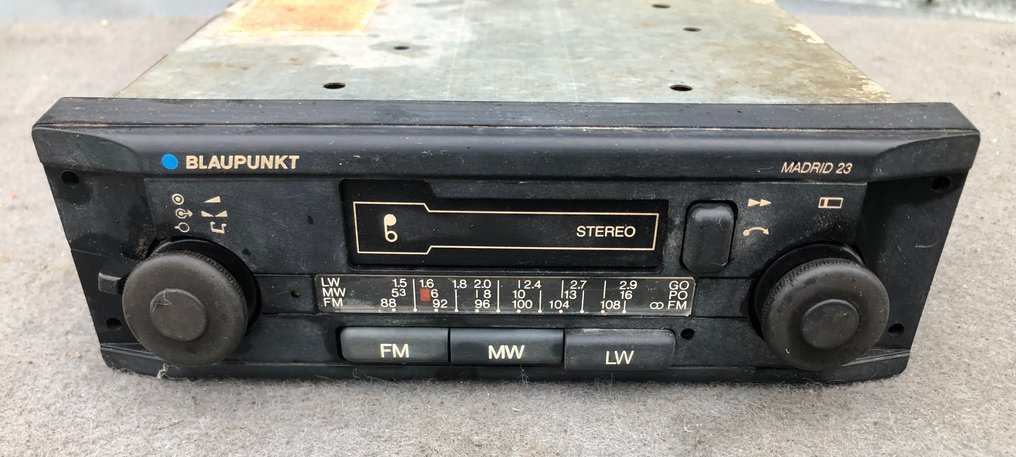 BLAUPUNKT
MADRID 23
STEREO
LW 1.5 1.6 1.8 2.0 2.4 2.7 2.9 GO
MW 53 6 8 10 13 16 PO
FM 88 92 96 100 104 108 ∞ FM
FM MW LW